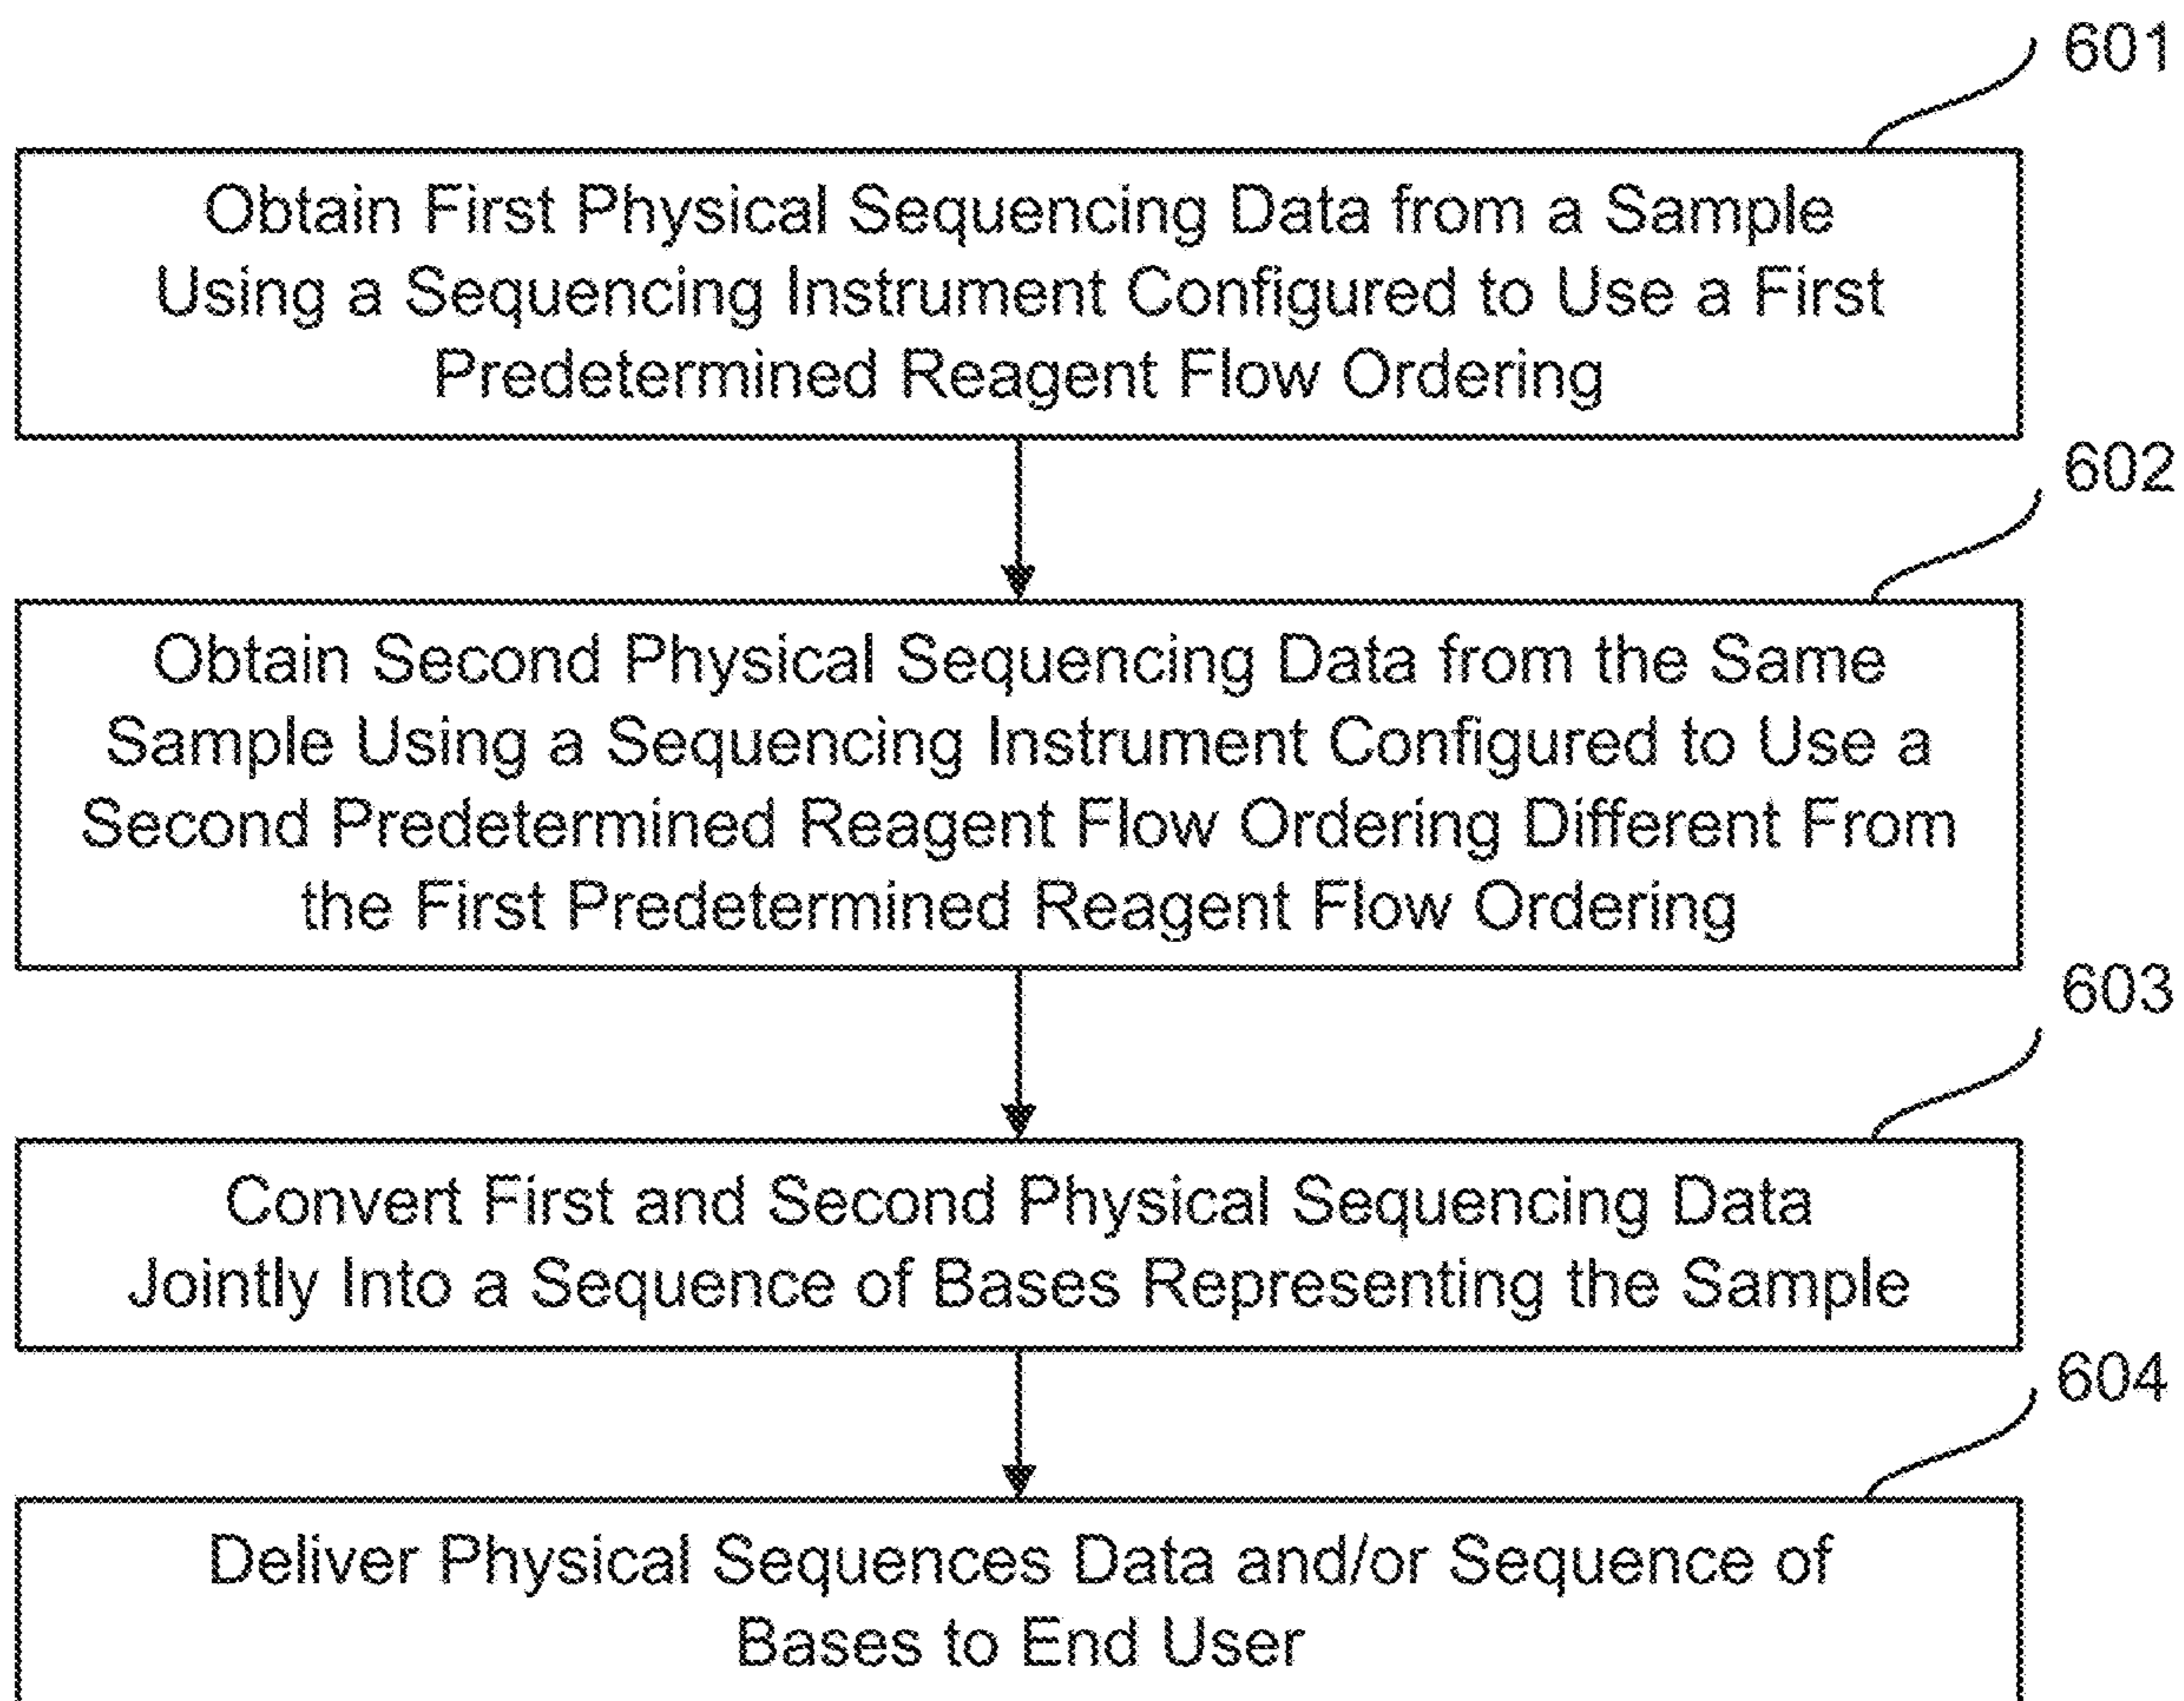 601
Obtain First Physical Sequencing Data from a Sample
Using a Sequencing Instrument Configured to Use a First
Predetermined Reagent Flow Ordering
602
Obtain Second Physical Sequencing Data from the Same
Sample Using a Sequencing Instrument Configured to Use a
Second Predetermined Reagent Flow Ordering Different From
the First Predetermined Reagent Flow Ordering
603
Convert First and Second Physical Sequencing Data
Jointly Into a Sequence of Bases Representing the Sample
604
Deliver Physical Sequences Data and/or Sequence of
Bases to End User